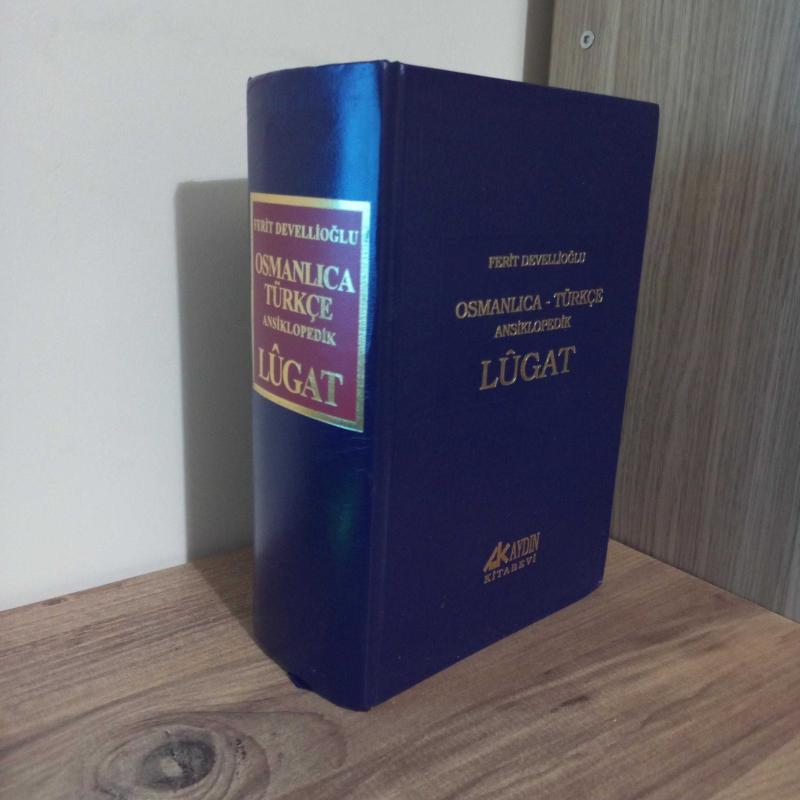 FERİT DEVELLİOĞLU
OSMANLICA
TÜRKÇE
ANSİKLOPEDİK
LÛGAT
FERİT DEVELLİOĞLU
OSMANLICA - TÜRKÇE
ANSİKLOPEDİK
LÛGAT
AK AYDIN
KİTABEVİ